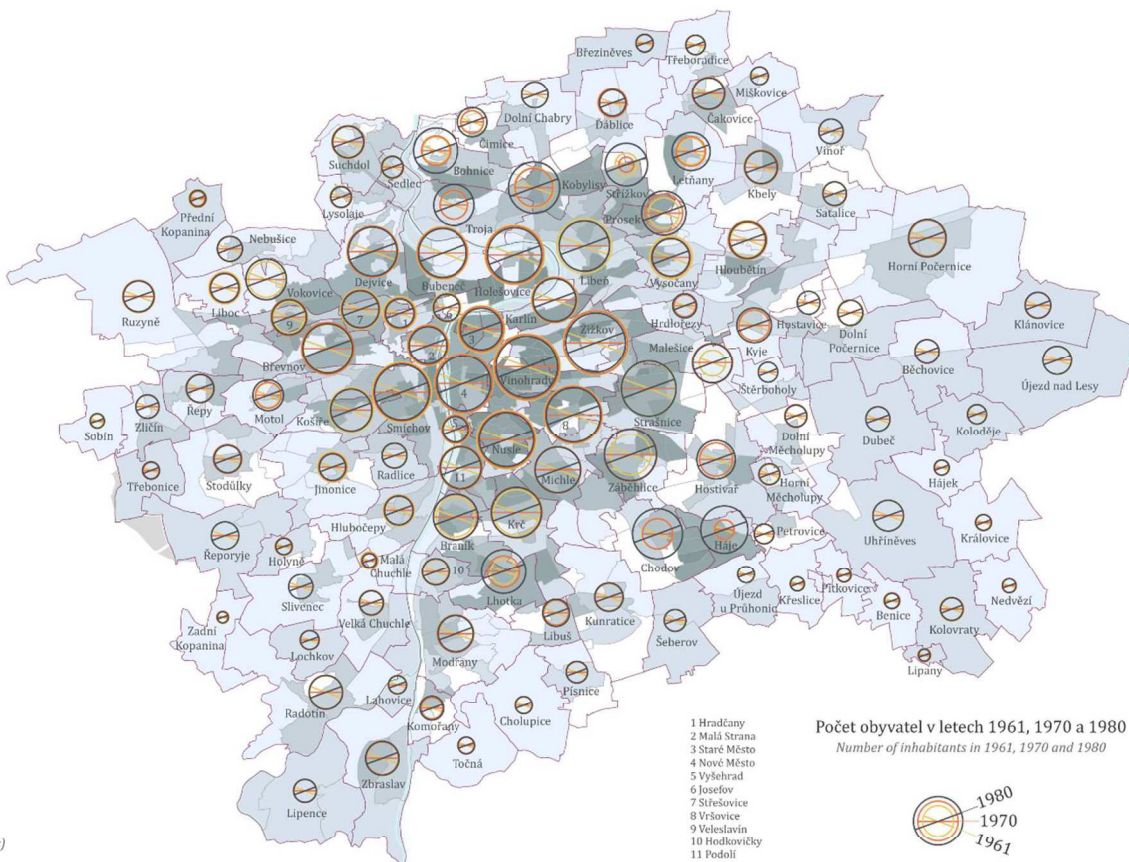 Březiněves
Třeboradice
Miškovice
Dolní Chabry
Ďáblice
Čakovice
Čimice
Vinoř
Suchdol
Bohnice
Sedlec
Letňany
Kobylisy
Střížkov
Kbely
Lysolaje
Satalice
Přední
Kopanina
Prosek
Troja
Nebušice
Horní Počernice
Dejvice
Bubeneč
Holešovice
Libeň
Vysočany
Hloubětín
Vokovice
Liboc
Ruzyně
9
7
1
6
Karlín
Hrdlořezy
Hostavice
Dolní
Počernice
Klánovice
3
Žižkov
2
Malešice
Kyje
Břevnov
Štěrboholy
Běchovice
Újezd nad Lesy
Vinohrady
4
Řepy
Motol
Košíře
Smíchov
Strašnice
Sobín
Zličín
8
5
Dolní
Měcholupy
Dubeč
Koloděje
Nusle
Třebonice
Stodůlky
Jinonice
Radlice
11
Michle
Záběhlice
Hostivař
Horní
Měcholupy
Hájek
Hlubočepy
Braník
Krč
Petrovice
Řeporyje
Chodov
Háje
Uhříněves
Královice
Holyně
Malá
Chuchle
10
Lhotka
Újezd
u Průhonic
Křeslice
Pitkovice
Nedvězí
Slivenec
Velká Chuchle
Kunratice
Benice
Kolovraty
Zadní
Kopanina
Lochkov
Modřany
Libuš
Šeberov
Lipany
Písnice
Radotín
Lahovice
Komořany
Cholupice
Točná
Zbraslav
Lipence
1 Hradčany
2 Malá Strana
3 Staré Město
4 Nové Město
5 Vyšehrad
6 Josefov
7 Střešovice
8 Vršovice
9 Veleslavín
10 Hodkovičky
11 Podolí
Počet obyvatel v letech 1961, 1970 a 1980
Number of inhabitants in 1961, 1970 and 1980
1980
1970
1961